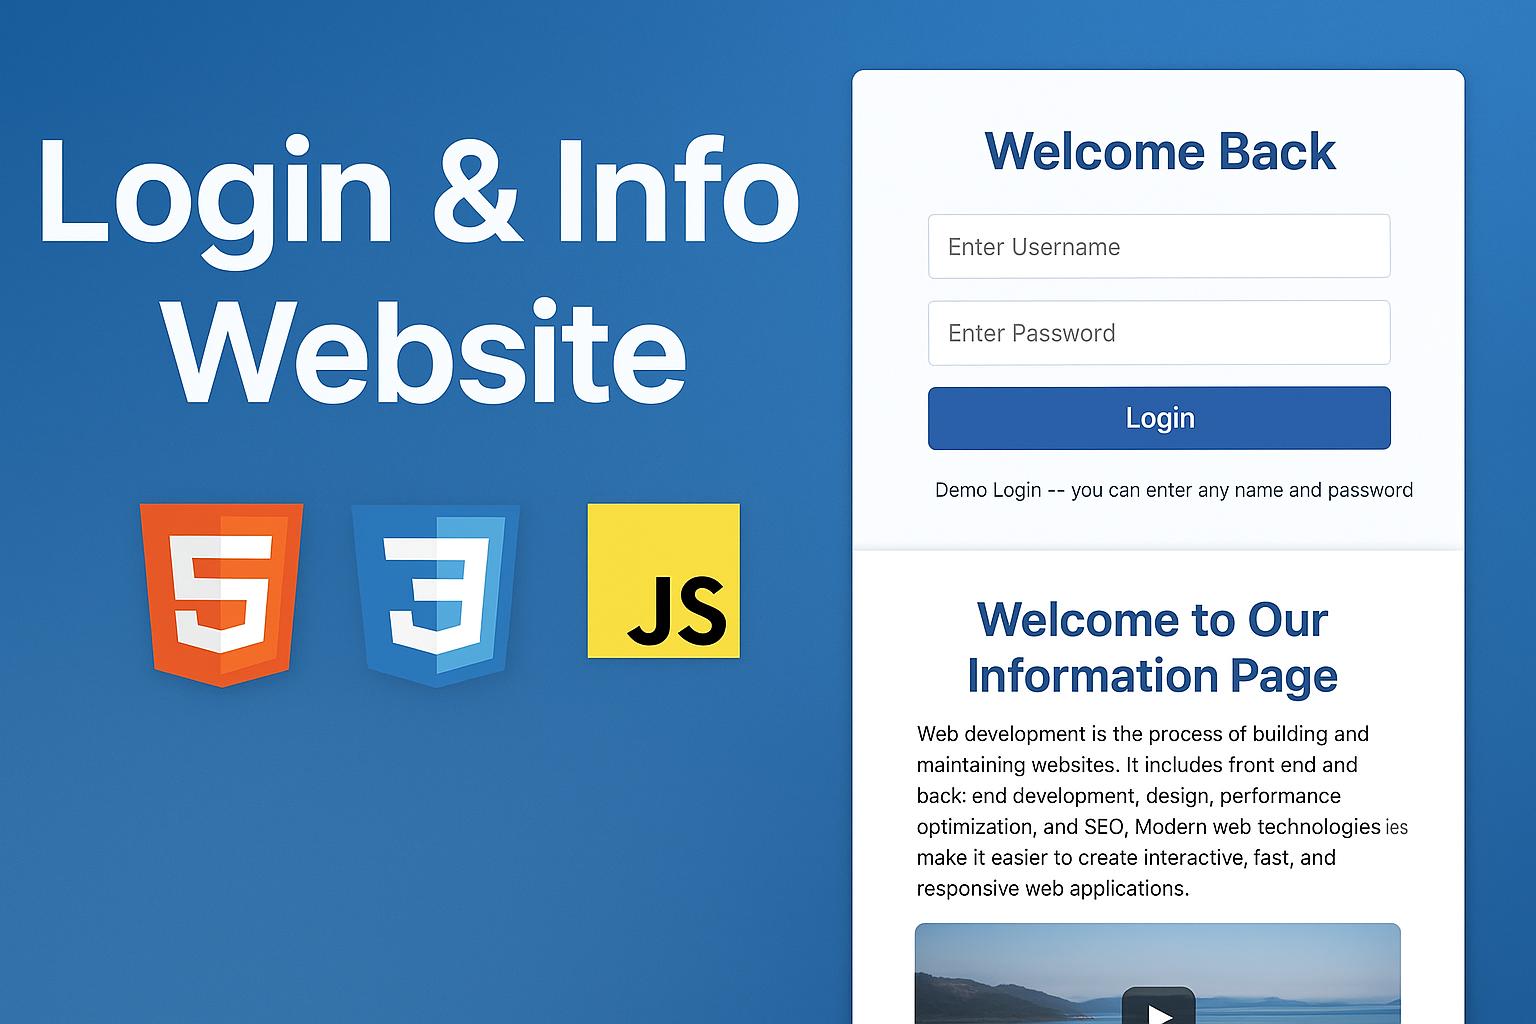 Login & Info
Website
5
3
JS
Welcome Back
Enter Username
Enter Password
Login
Demo Login -- you can enter any name and password
Welcome to Our
Information Page
Web development is the process of building and
maintaining websites. It includes front end and
back: end development, design, performance
optimization, and SEO, Modern web technologies ies
make it easier to create interactive, fast, and
responsive web applications.